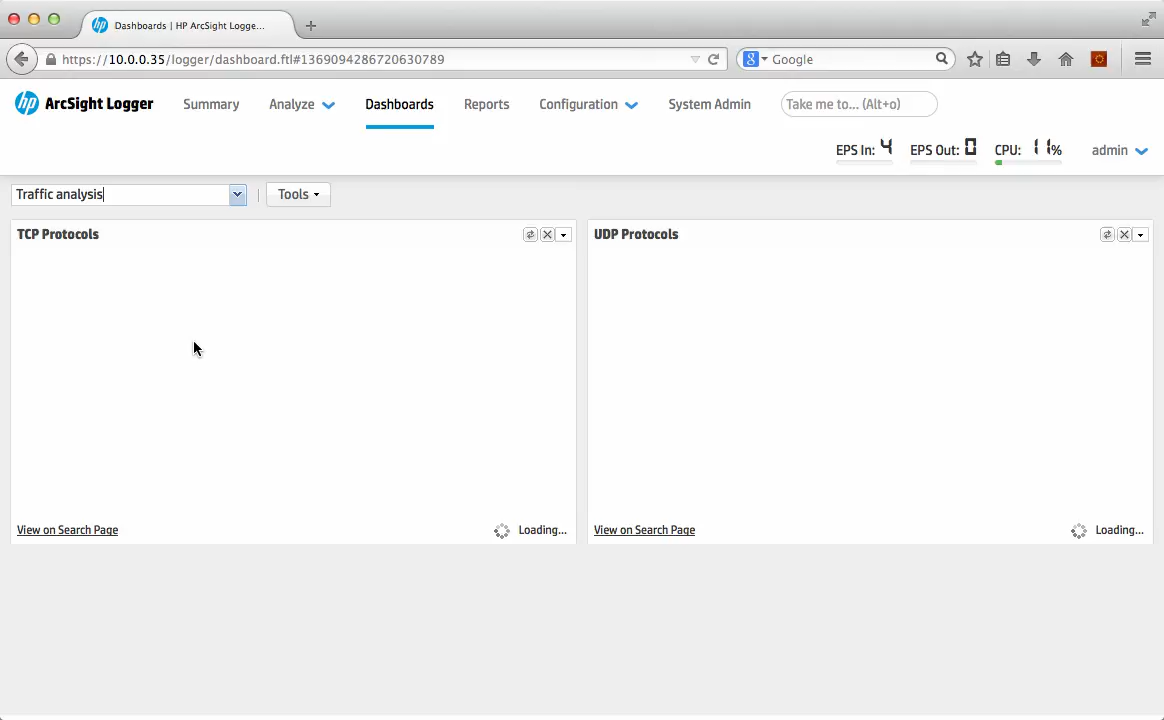 Dashboards | HP ArcSight Logge...
https://10.0.0.35/logger/dashboard.ftl#1369094286720630789
Google
hp ArcSight Logger Summary Analyze Dashboards Reports Configuration System Admin Take me to... (Alt+o)
EPS In: 4 EPS Out: 0 CPU: 11% admin
Traffic analysis Tools
TCP Protocols
View on Search Page Loading...
UDP Protocols
View on Search Page Loading...